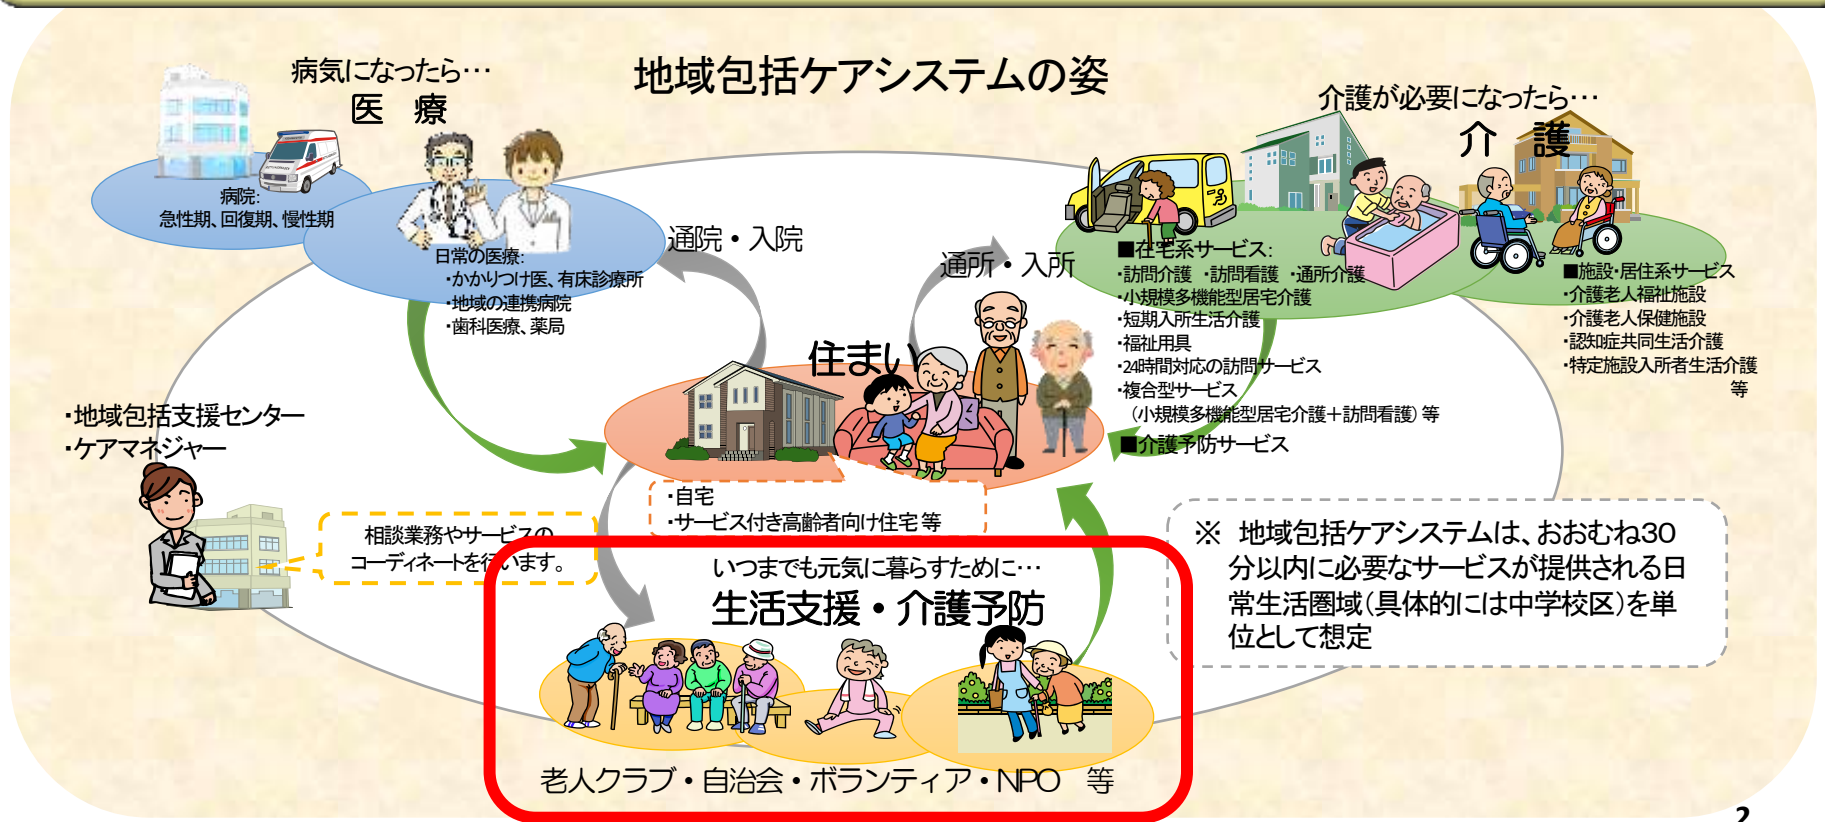 地域包括ケアシステムの姿
病気になったら…
医 療
病院:
急性期、回復期、慢性期
日常の医療:
・かかりつけ医、有床診療所
・地域の連携病院
・歯科医療、薬局
通院・入院
通所・入所
介護が必要になったら…
介 護
■在宅系サービス:
・訪問介護 ・訪問看護 ・通所介護
・小規模多機能型居宅介護
・短期入所生活介護
・福祉用具
・24時間対応の訪問サービス
・複合型サービス
（小規模多機能型居宅介護＋訪問看護）等
■介護予防サービス
■施設・居住系サービス
・介護老人福祉施設
・介護老人保健施設
・認知症共同生活介護
・特定施設入所者生活介護
等
住まい
・自宅
・サービス付き高齢者向け住宅 等
・地域包括支援センター
・ケアマネジャー
相談業務やサービスの
コーディネートを行います。
いつまでも元気に暮らすために…
生活支援・介護予防
老人クラブ・自治会・ボランティア・NPO 等
※ 地域包括ケアシステムは、おおむね30
分以内に必要なサービスが提供される日
常生活圏域（具体的には中学校区）を単
位として想定
2